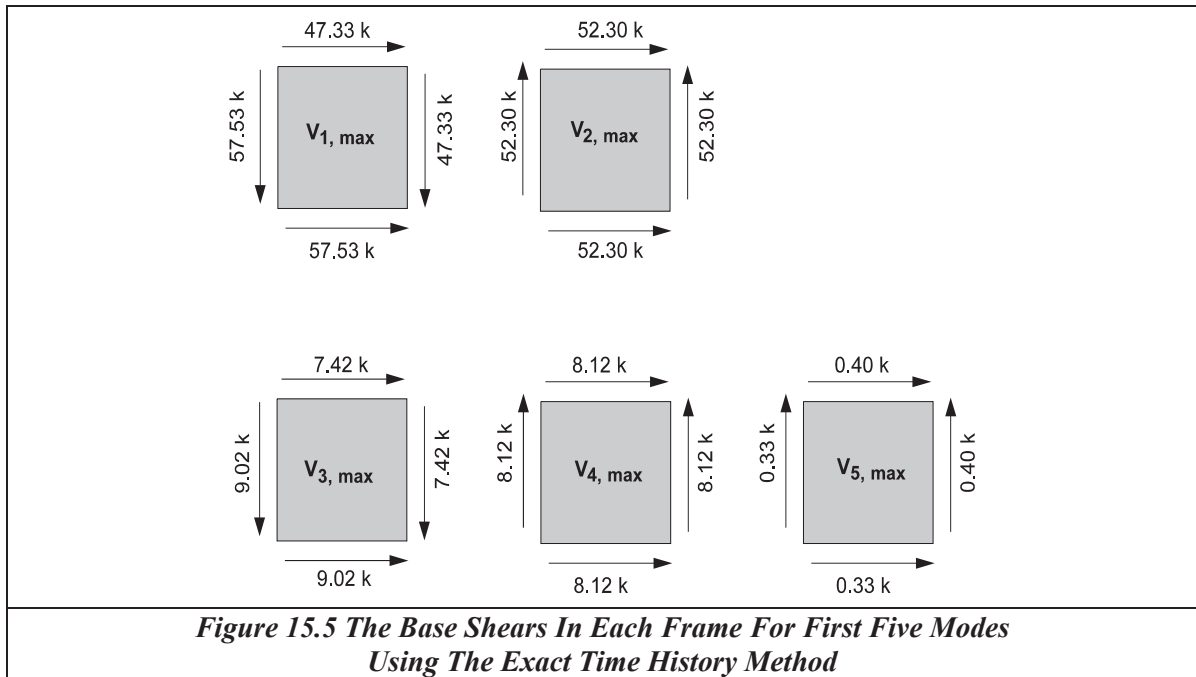 47.33 k
57.53 k
V1, max
47.33 k
57.53 k
52.30 k
52.30 k
V2, max
52.30 k
52.30 k
7.42 k
9.02 k
V3, max
7.42 k
9.02 k
8.12 k
8.12 k
V4, max
8.12 k
8.12 k
0.40 k
0.33 k
V5, max
0.40 k
0.33 k
Figure 15.5 The Base Shears In Each Frame For First Five Modes
Using The Exact Time History Method